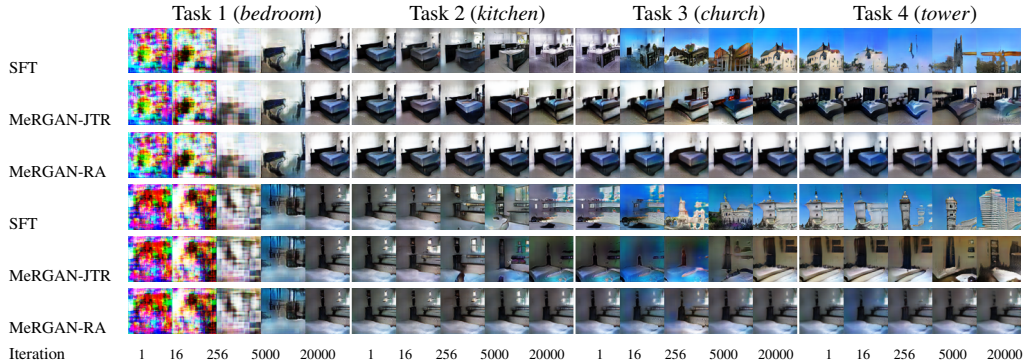 Task 1 (bedroom) Task 2 (kitchen) Task 3 (church) Task 4 (tower)
SFT
MeRGAN-JTR
MeRGAN-RA
SFT
MeRGAN-JTR
MeRGAN-RA
Iteration 1 16 256 5000 20000 1 16 256 5000 20000 1 16 256 5000 20000 1 16 256 5000 20000